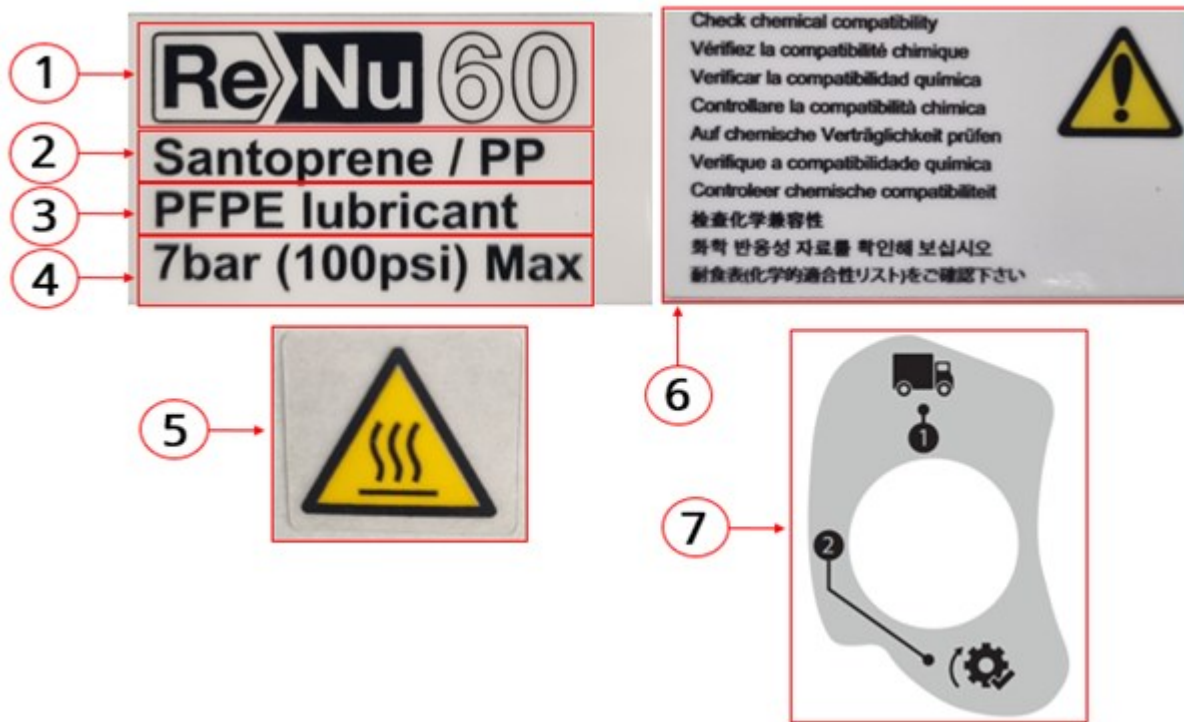 1
ReNu 60
2
Santoprene / PP
3
PFPE lubricant
4
7bar (100psi) Max
Check chemical compatibility
Vérifiez la compatibilité chimique
Verificar la compatibilidad química
Controllare la compatibilità chimica
Auf chemische Verträglichkeit prüfen
Verifique a compatibilidade quimica
Controleer chemische compatibiliteit
检查化学兼容性
화학 반응성 자료를 확인해 보십시오
耐食表(化学的適合性リスト)をご確認下さい
5
6
7
1
2